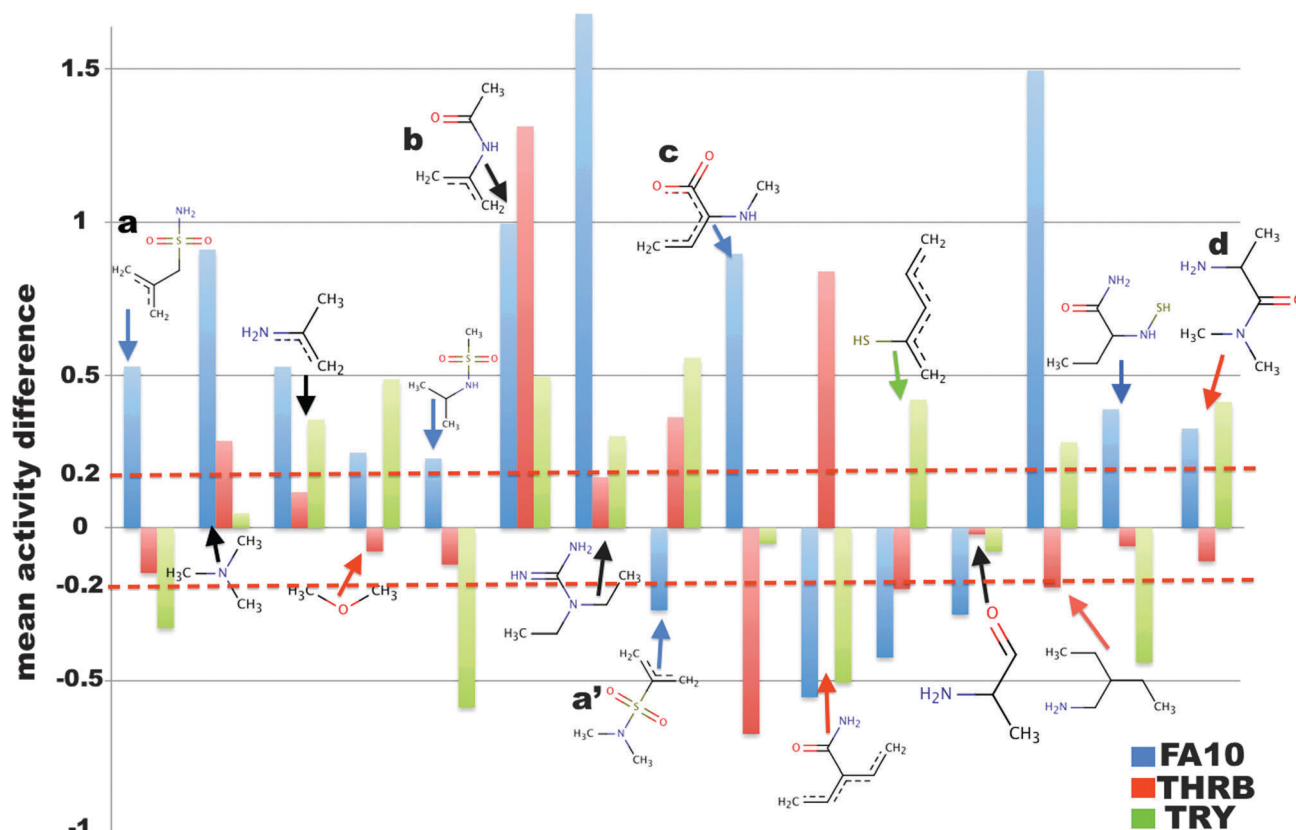 mean activity difference
1.5
1
0.5
0.2
0
-0.2
-0.5
-1
a
NH₂
O
S
O
H₂C
CH₂
H₂N
CH₃
CH₂
CH₃
H₃C
N
CH₃
H₃C
O
CH₃
CH₃
O
S
O
H₃C
NH
CH₃
b
CH₃
O
NH
H₂C
CH₂
NH₂
HN
N
CH₃
H₃C
a’
H₂C
CH₂
O
S
O
H₃C
N
CH₃
c
O
O
CH₃
NH
H₂C
NH₂
O
CH₂
H₂C
CH₂
HS
CH₂
O
H₂N
CH₃
H₃C
CH₃
H₂N
NH₂
SH
O
NH
H₃C
d
CH₃
H₂N
O
H₃C
N
CH₃
FA10
THRB
TRY